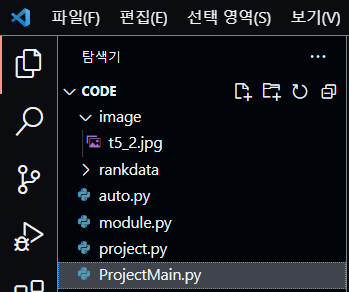 파일(F) 편집(E) 선택 영역(S) 보기(V)
탐색기
CODE
image
t5_2.jpg
rankdata
auto.py
module.py
project.py
ProjectMain.py